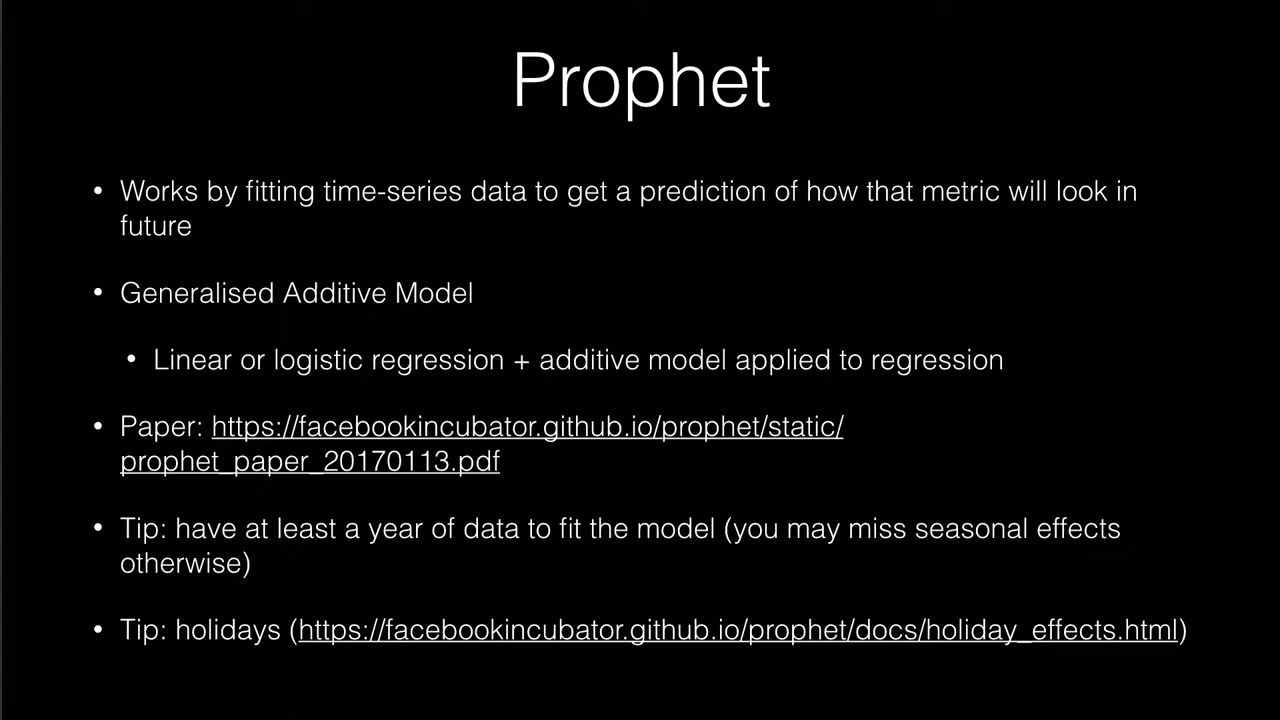 Prophet
• Works by fitting time-series data to get a prediction of how that metric will look in
future
• Generalised Additive Model
• Linear or logistic regression + additive model applied to regression
• Paper: https://facebookincubator.github.io/prophet/static/
prophet_paper_20170113.pdf
• Tip: have at least a year of data to fit the model (you may miss seasonal effects
otherwise)
• Tip: holidays (https://facebookincubator.github.io/prophet/docs/holiday_effects.html)